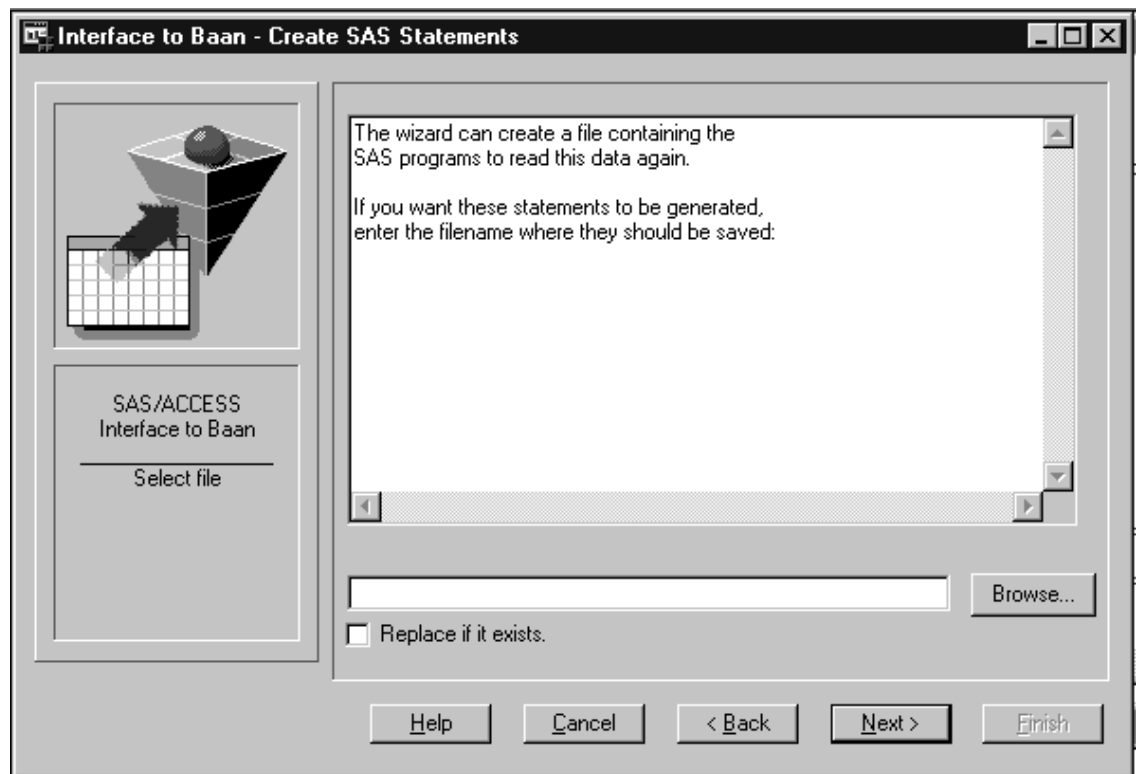 Interface to Baan - Create SAS Statements
The wizard can create a file containing the
SAS programs to read this data again.
If you want these statements to be generated,
enter the filename where they should be saved:
SAS/ACCESS
Interface to Baan
Select file
Browse...
Replace if it exists.
Help
Cancel
< Back
Next >
Finish